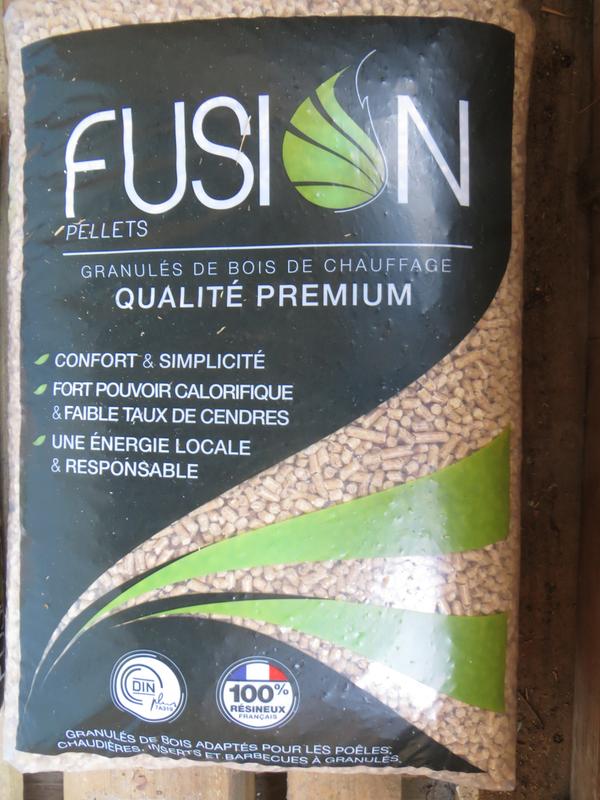 FUSION
PELLETS
GRANULÉS DE BOIS DE CHAUFFAGE
QUALITÉ PREMIUM
CONFORT & SIMPLICITÉ
FORT POUVOIR CALORIFIQUE
& FAIBLE TAUX DE CENDRES
UNE ÉNERGIE LOCALE
& RESPONSABLE
DIN
plus
7A319
100%
RÉSINEUX
FRANÇAIS
GRANULÉS DE BOIS ADAPTÉS POUR LES POÊLES,
CHAUDIÈRES, INSERTS ET BARBECUES À GRANULÉS.